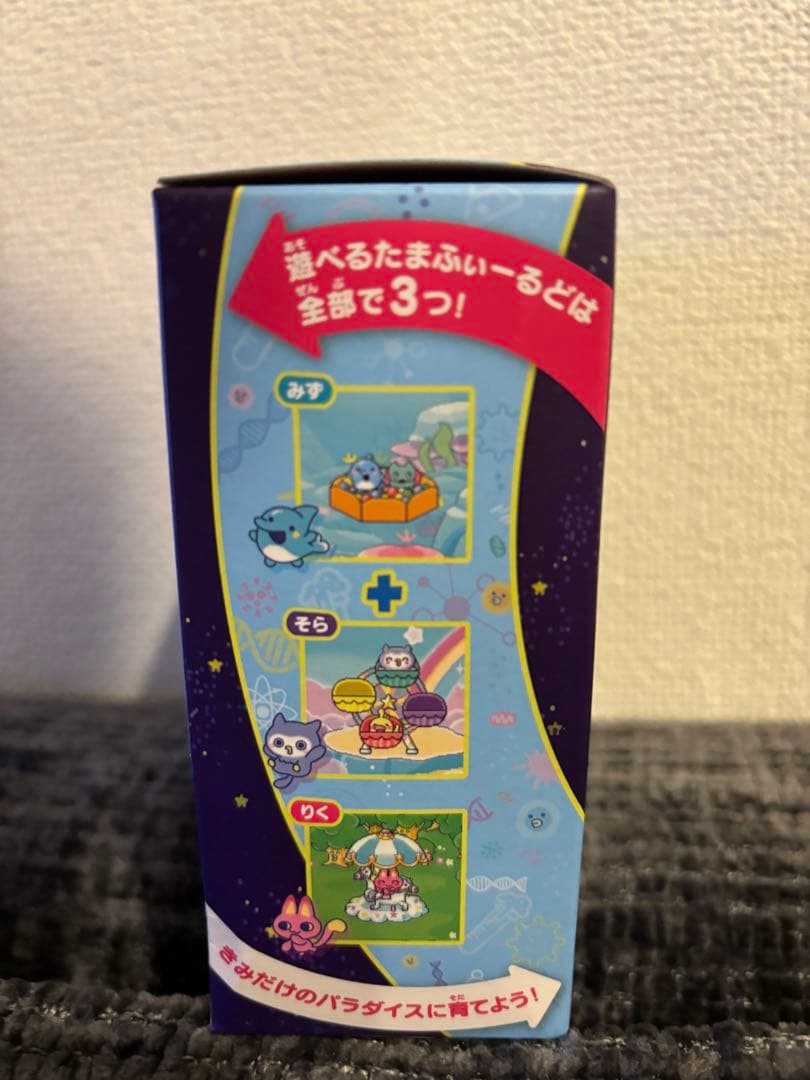 遊べるたまふぃーるどは
全部で3つ!
みず
そら
りく
きみだけのパラダイスに育てよう!